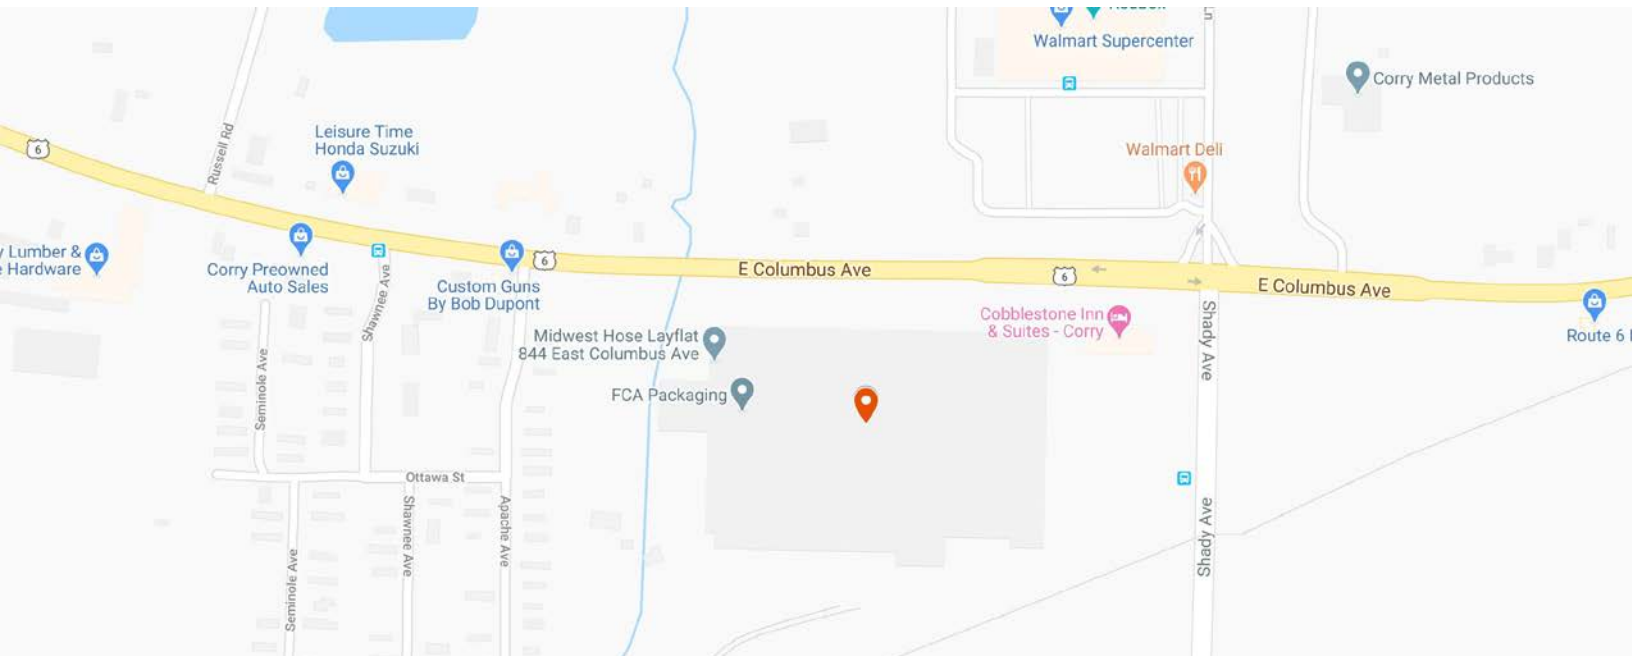 Walmart Supercenter
Corry Metal Products
Leisure Time
Honda Suzuki
Russell Rd
6
Walmart Deli
Ln
Lumber &
Hardware
Corry Preowned
Auto Sales
Shawnee Ave
Custom Guns
By Bob Dupont
6
E Columbus Ave
6
E Columbus Ave
Cobblestone Inn
& Suites - Corry
Midwest Hose Layflat
844 East Columbus Ave
FCA Packaging
Shady Ave
Route 6
Seminole Ave
Ottawa St
Seminole Ave
Shawnee Ave
Apache Ave
Shady Ave